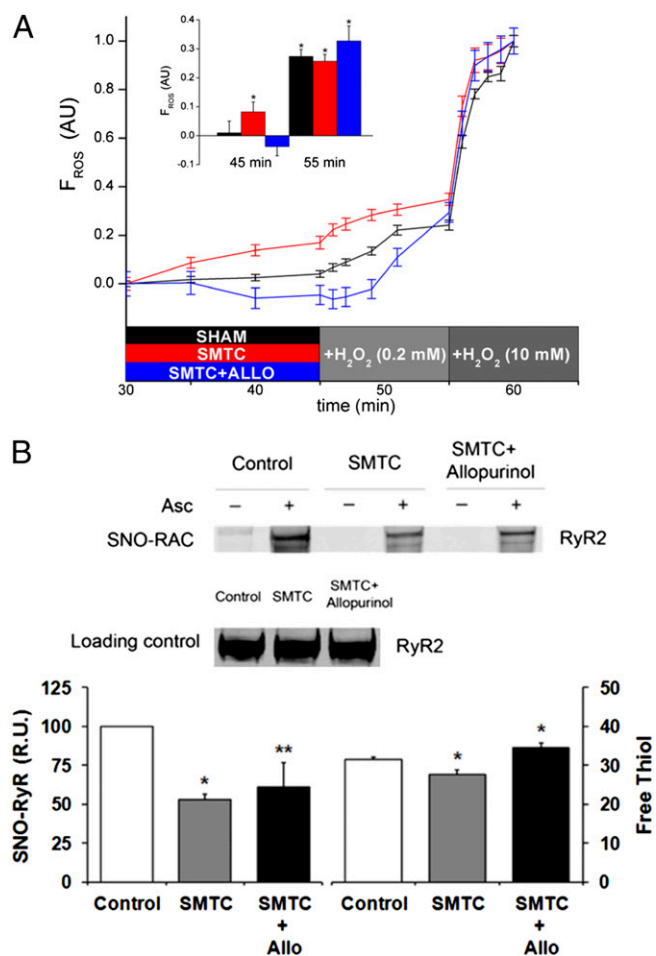 A
F_ROS (AU)
1.0
0.8
0.6
0.4
0.2
0.0
F_ROS (AU)
0.4
0.3
0.2
0.1
0.0
-0.1
* * * *
45 min 55 min
SHAM
SMTC
SMTC+ALLO
+H₂O₂ (0.2 mM) +H₂O₂ (10 mM)
30 40 50 60
time (min)
B
Control SMTC SMTC+
Allopurinol
Asc − + − + − +
SNO-RAC RyR2
Control SMTC SMTC+
Allopurinol
Loading control RyR2
SNO-RyR (R.U.)
125
100
75
50
25
0
* ** * *
50
40
30
20
10
0
Free Thiol
Control SMTC SMTC Control SMTC SMTC
+ +
Allo Allo